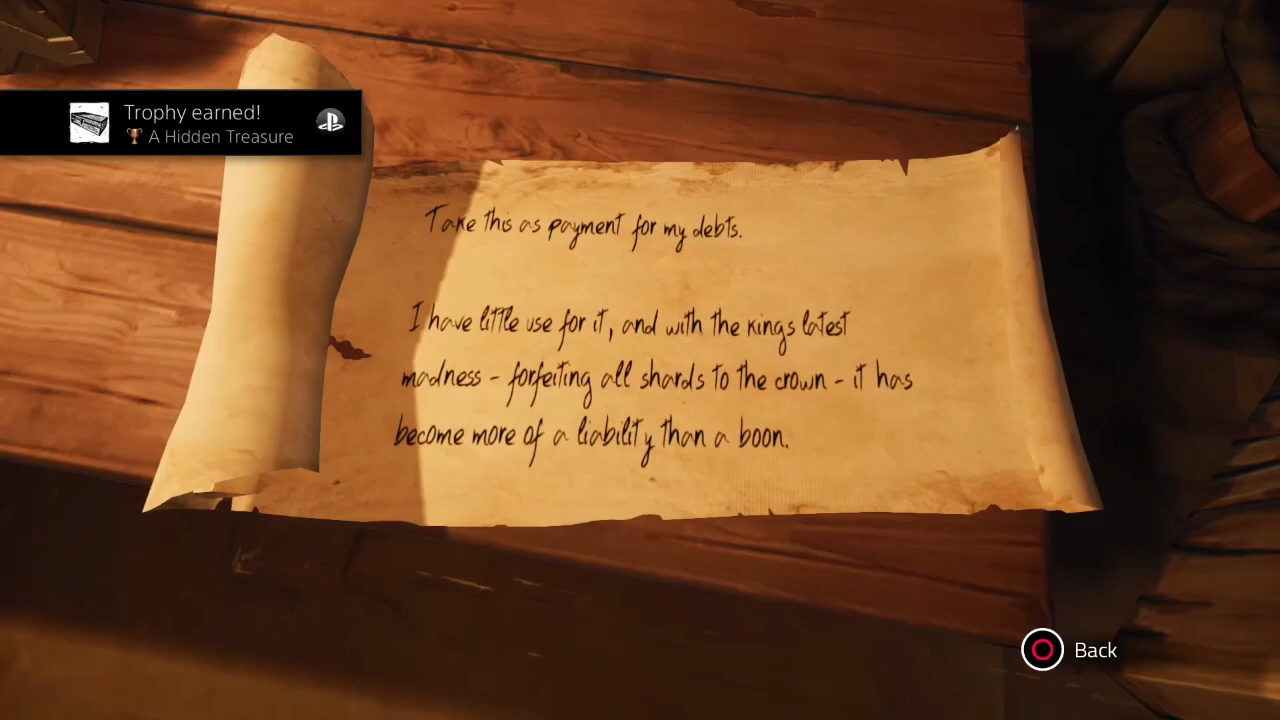 Trophy earned!
A Hidden Treasure
Take this as payment for my debts.
I have little use for it, and with the kings latest
madness - forfeiting all shards to the crown - it has
become more of a liability than a boon.
Back